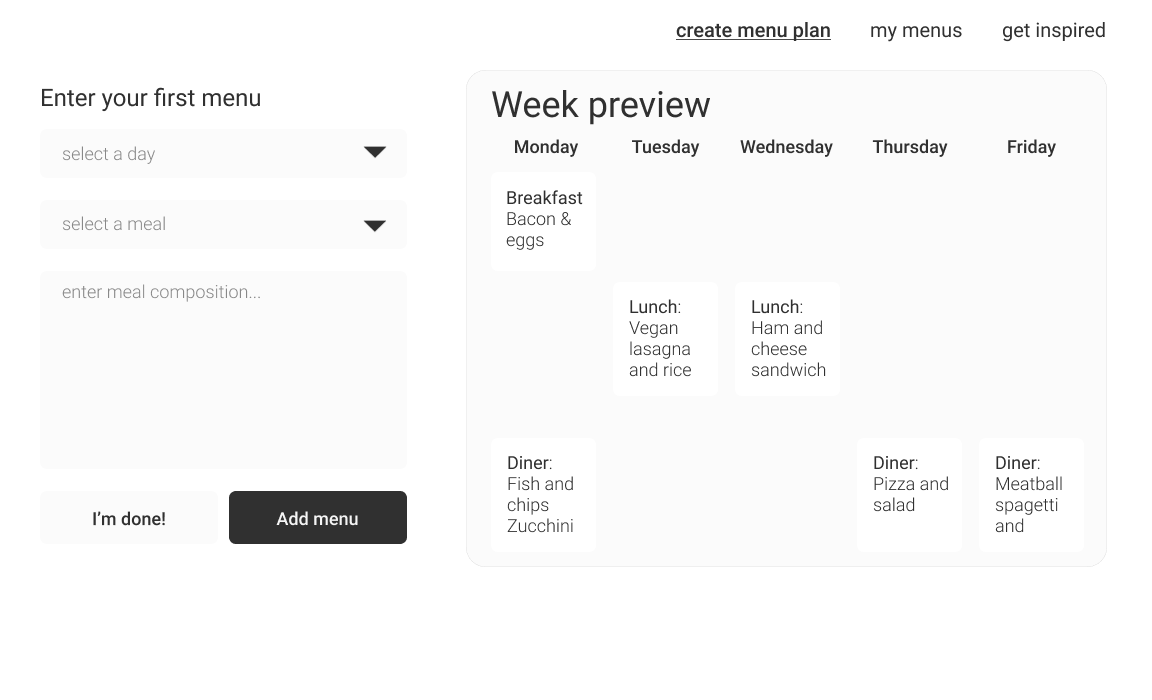 create menu plan my menus get inspired
Enter your first menu
select a day
select a meal
enter meal composition...
I'm done! Add menu
Week preview
Monday Tuesday Wednesday Thursday Friday
Breakfast
Bacon &
eggs
Lunch:
Vegan
lasagna
and rice
Lunch:
Ham and
cheese
sandwich
Diner:
Fish and
chips
Zucchini
Diner:
Pizza and
salad
Diner:
Meatball
spagetti
and